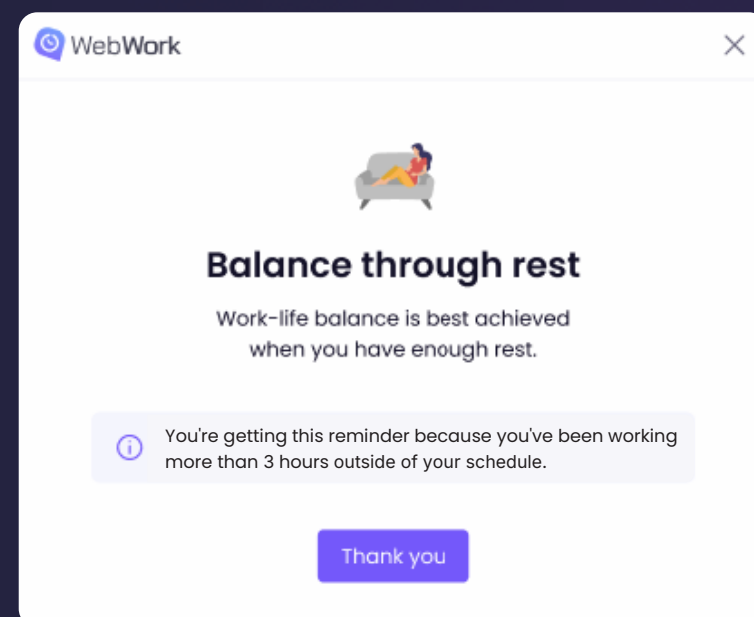 WebWork
Balance through rest
Work-life balance is best achieved
when you have enough rest.
You're getting this reminder because you've been working
more than 3 hours outside of your schedule.
Thank you